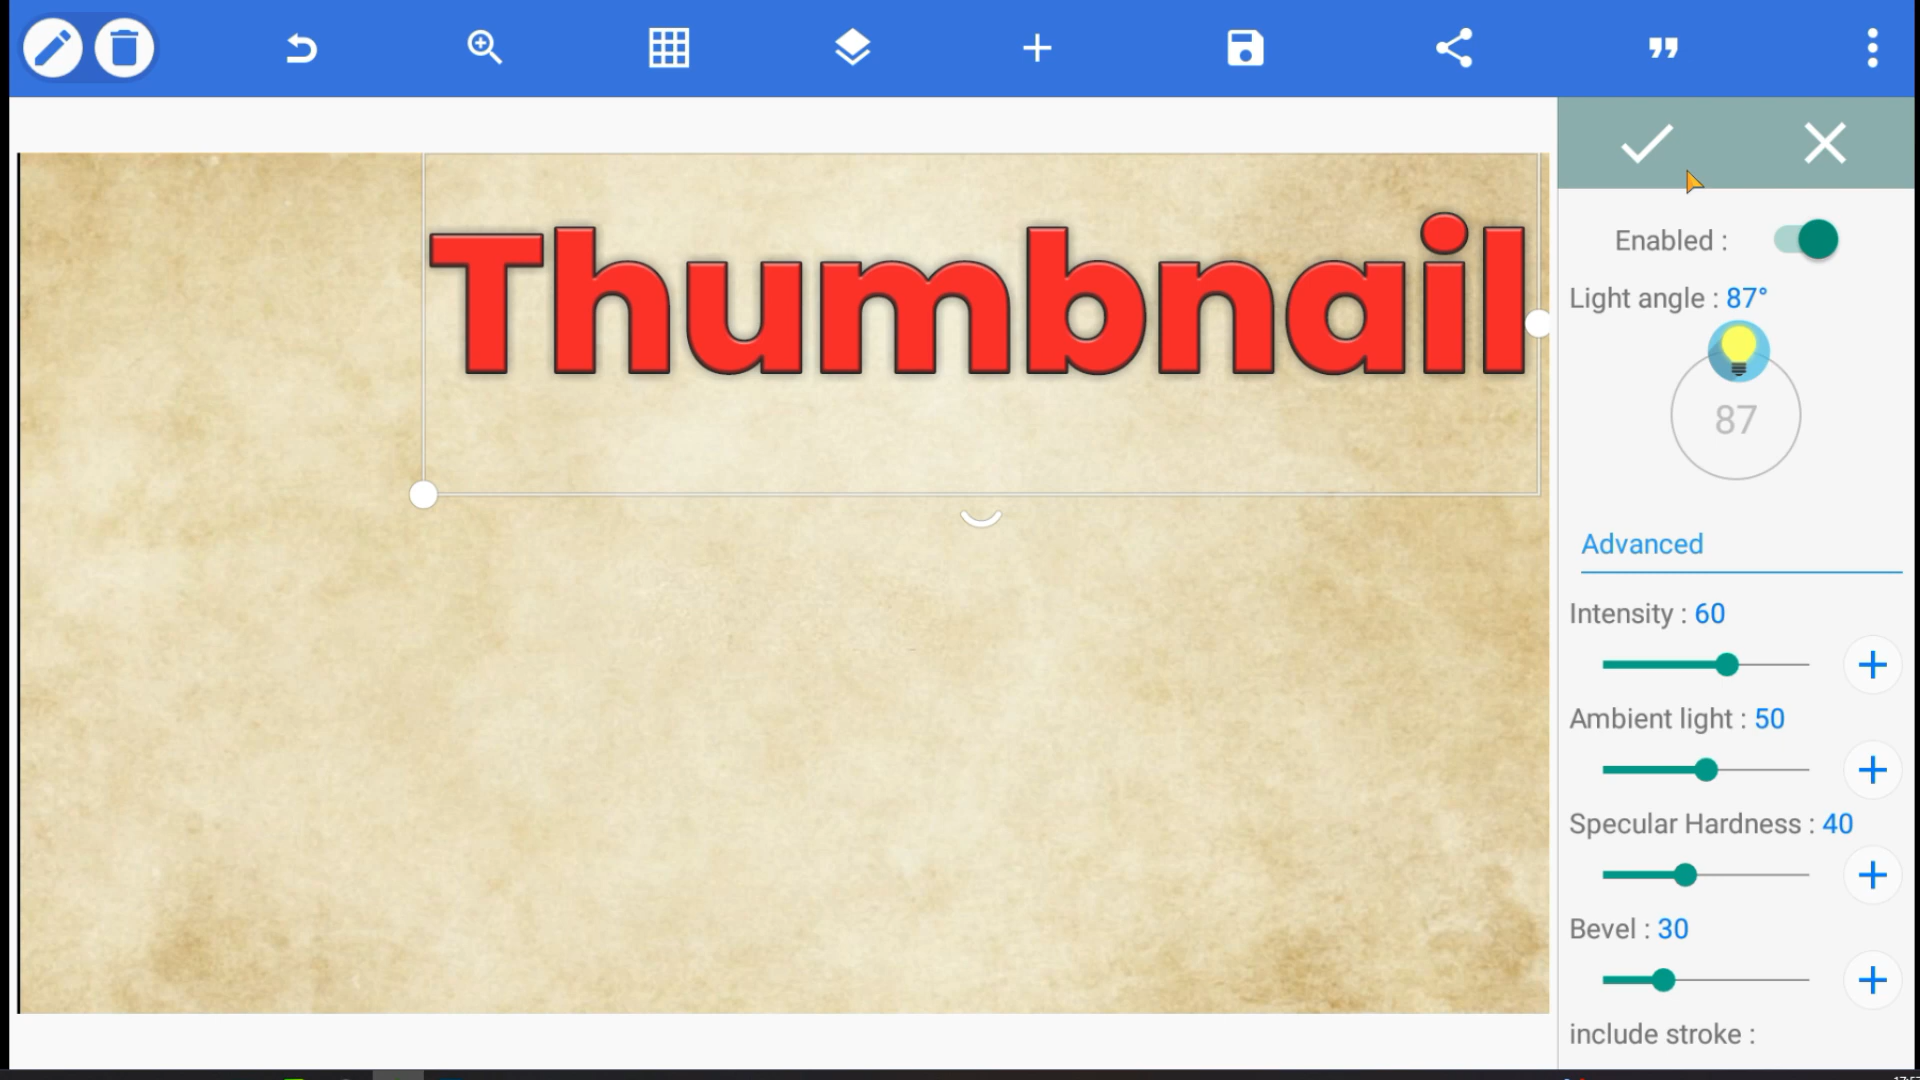 Thumbnail
Enabled :
Light angle : 87°
87
Advanced
Intensity : 60
Ambient light : 50
Specular Hardness : 40
Bevel : 30
include stroke :